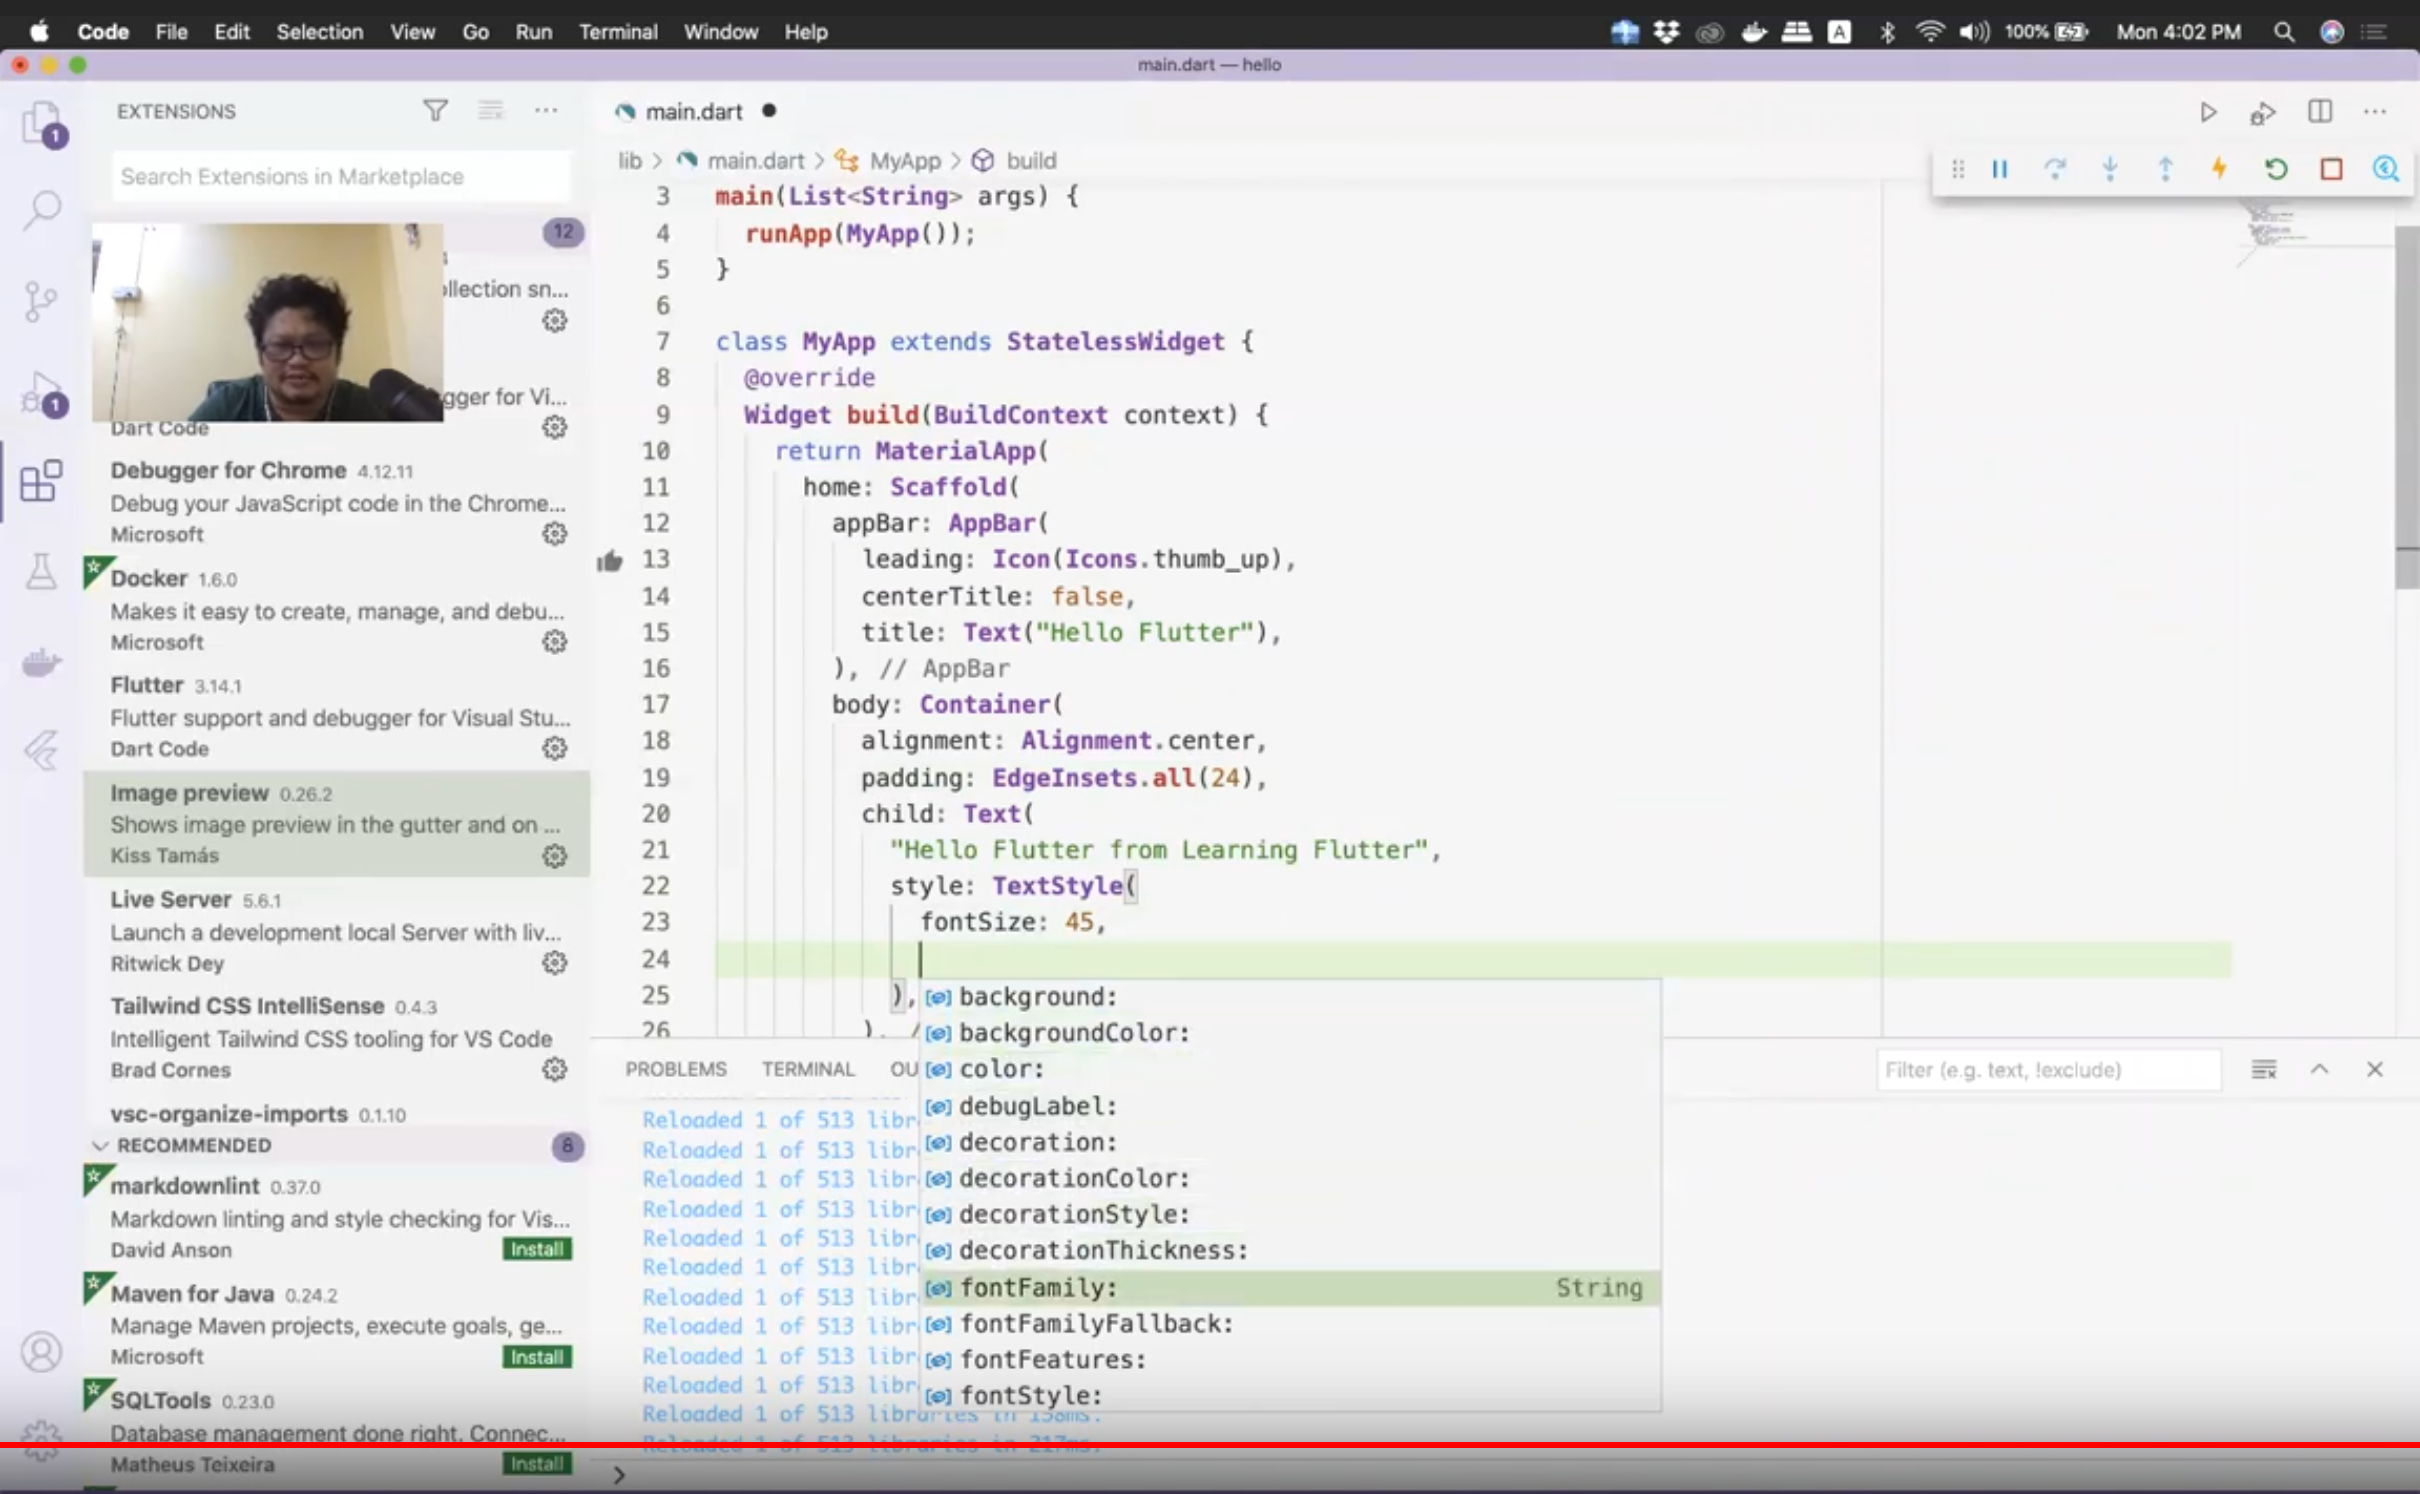 Code File Edit Selection View Go Run Terminal Window Help
A 100% Mon 4:02 PM
main.dart — hello
EXTENSIONS
Search Extensions in Marketplace
1
1
12
ollection sn...
gger for Vi...
Dart Code
Debugger for Chrome 4.12.11
Debug your JavaScript code in the Chrome...
Microsoft
Docker 1.6.0
Makes it easy to create, manage, and debu...
Microsoft
Flutter 3.14.1
Flutter support and debugger for Visual Stu...
Dart Code
Image preview 0.26.2
Shows image preview in the gutter and on ...
Kiss Tamás
Live Server 5.6.1
Launch a development local Server with liv...
Ritwick Dey
Tailwind CSS IntelliSense 0.4.3
Intelligent Tailwind CSS tooling for VS Code
Brad Cornes
vsc-organize-imports 0.1.10
RECOMMENDED 8
markdownlint 0.37.0
Markdown linting and style checking for Vis...
David Anson Install
Maven for Java 0.24.2
Manage Maven projects, execute goals, ge...
Microsoft Install
SQLTools 0.23.0
Database management done right. Connec...
Matheus Teixeira Install
main.dart
lib > main.dart > MyApp > build
3 main(List<String> args) {
4 runApp(MyApp());
5 }
6
7 class MyApp extends StatelessWidget {
8 @override
9 Widget build(BuildContext context) {
10 return MaterialApp(
11 home: Scaffold(
12 appBar: AppBar(
13 leading: Icon(Icons.thumb_up),
14 centerTitle: false,
15 title: Text("Hello Flutter"),
16 ), // AppBar
17 body: Container(
18 alignment: Alignment.center,
19 padding: EdgeInsets.all(24),
20 child: Text(
21 "Hello Flutter from Learning Flutter",
22 style: TextStyle(
23 fontSize: 45,
24
25 ),
26 ), /
background:
backgroundColor:
color:
debugLabel:
decoration:
decorationColor:
decorationStyle:
decorationThickness:
fontFamily: String
fontFamilyFallback:
fontFeatures:
fontStyle:
PROBLEMS TERMINAL OU
Filter (e.g. text, !exclude)
Reloaded 1 of 513 libr
Reloaded 1 of 513 libr
Reloaded 1 of 513 libr
Reloaded 1 of 513 libr
Reloaded 1 of 513 libr
Reloaded 1 of 513 libr
Reloaded 1 of 513 libr
Reloaded 1 of 513 libr
Reloaded 1 of 513 libr
Reloaded 1 of 513 libr
Reloaded 1 of 513 libraries in 158ms.
Reloaded 1 of 513 libraries in 217ms.
>